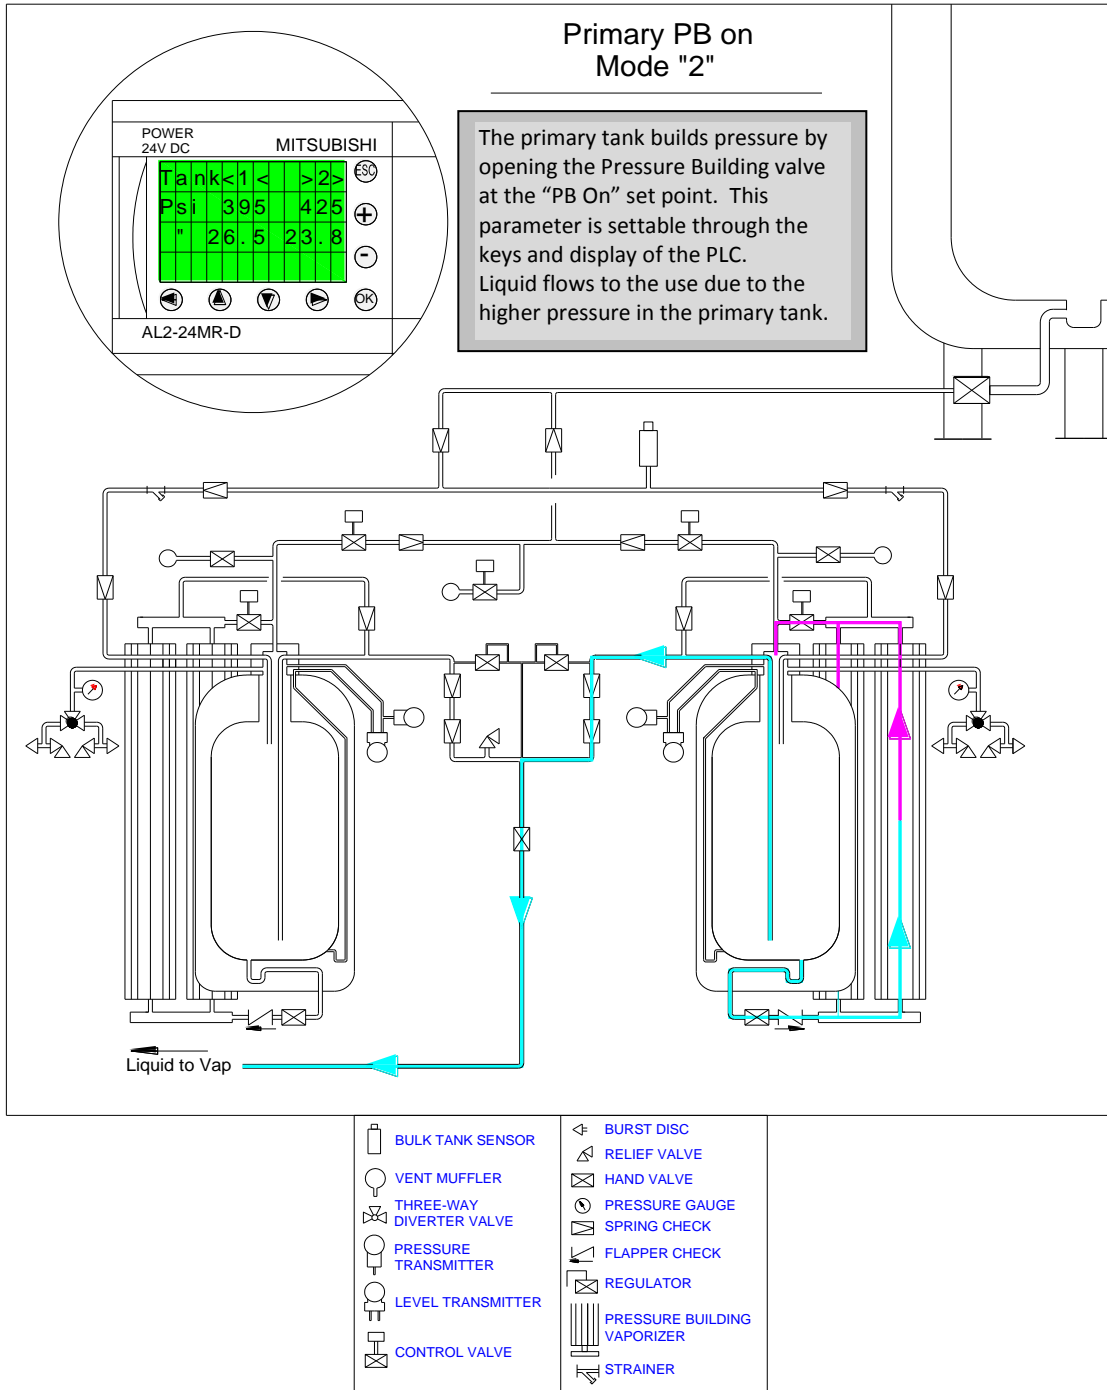 Primary PB on
Mode "2"
POWER
24V DC
MITSUBISHI
Tank<1< >2>
Psi 395 425
" 26.5 23.8
ESC
+
-
OK
AL2-24MR-D
The primary tank builds pressure by
opening the Pressure Building valve
at the “PB On” set point. This
parameter is settable through the
keys and display of the PLC.
Liquid flows to the use due to the
higher pressure in the primary tank.
Liquid to Vap
BULK TANK SENSOR
VENT MUFFLER
THREE-WAY
DIVERTER VALVE
PRESSURE
TRANSMITTER
LEVEL TRANSMITTER
CONTROL VALVE
BURST DISC
RELIEF VALVE
HAND VALVE
PRESSURE GAUGE
SPRING CHECK
FLAPPER CHECK
REGULATOR
PRESSURE BUILDING
VAPORIZER
STRAINER